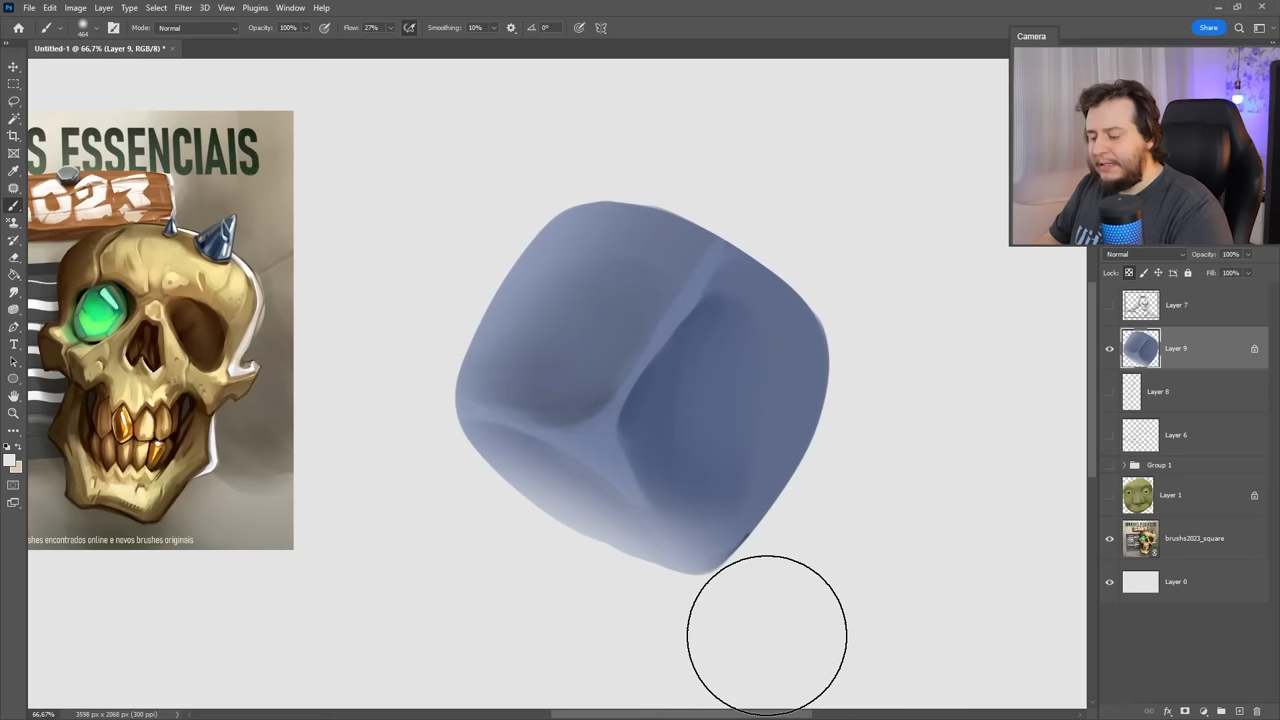 File Edit Image Layer Type Select Filter 3D View Plugins Window Help
464 Mode: Normal Opacity: 100% Flow: 27% Smoothing: 10% 0° Share
Untitled-1 @ 66,7% (Layer 9, RGB/8) *
Camera
S ESSENCIAIS
2023
shes encontrados online e novos brushes originais
Normal Opacity: 100%
Lock: Fill: 100%
Layer 7
Layer 9
Layer 8
Layer 6
Group 1
Layer 1
brushs2023_square
Layer 0
66,67% 3598 px x 2068 px (300 ppi)